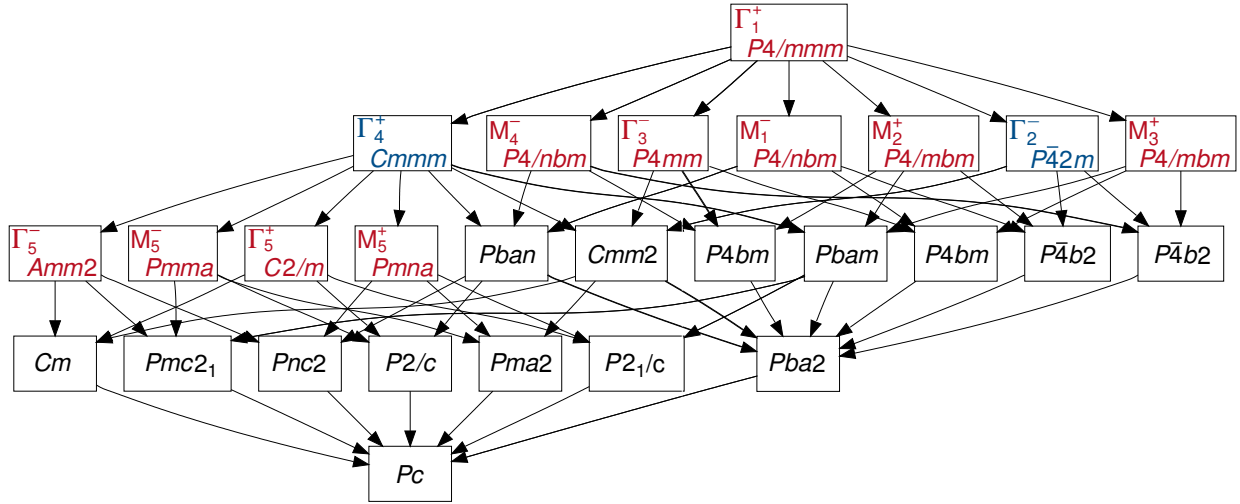 Γ₁⁺
P4/mmm
Γ₄⁺
Cmmm
M₄⁻
P4/nbm
Γ₃⁻
P4mm
M₁⁻
P4/nbm
M₂⁺
P4/mbm
Γ₂⁻
P4̄2m
M₃⁺
P4/mbm
Γ₅⁻
Amm2
M₅⁻
Pmma
Γ₅⁺
C2/m
M₅⁺
Pmna
Pban
Cmm2
P4bm
Pbam
P4bm
P4̄b2
P4̄b2
Cm
Pmc2₁
Pnc2
P2/c
Pma2
P2₁/c
Pba2
Pc